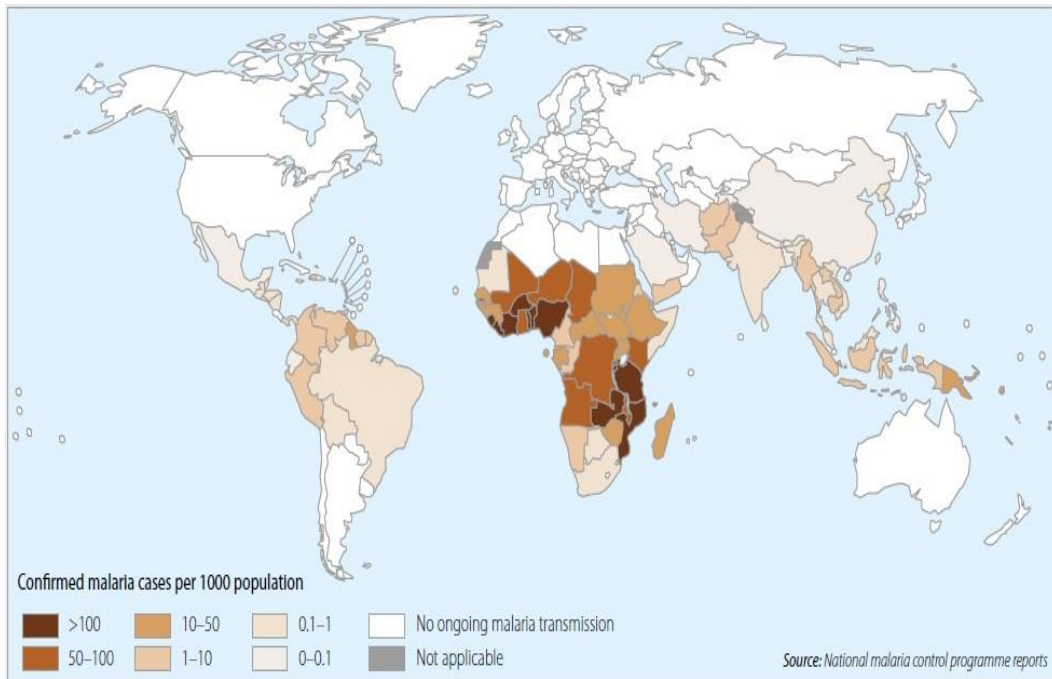 Confirmed malaria cases per 1000 population
>100
10–50
0.1–1
No ongoing malaria transmission
50–100
1–10
0–0.1
Not applicable
Source: National malaria control programme reports